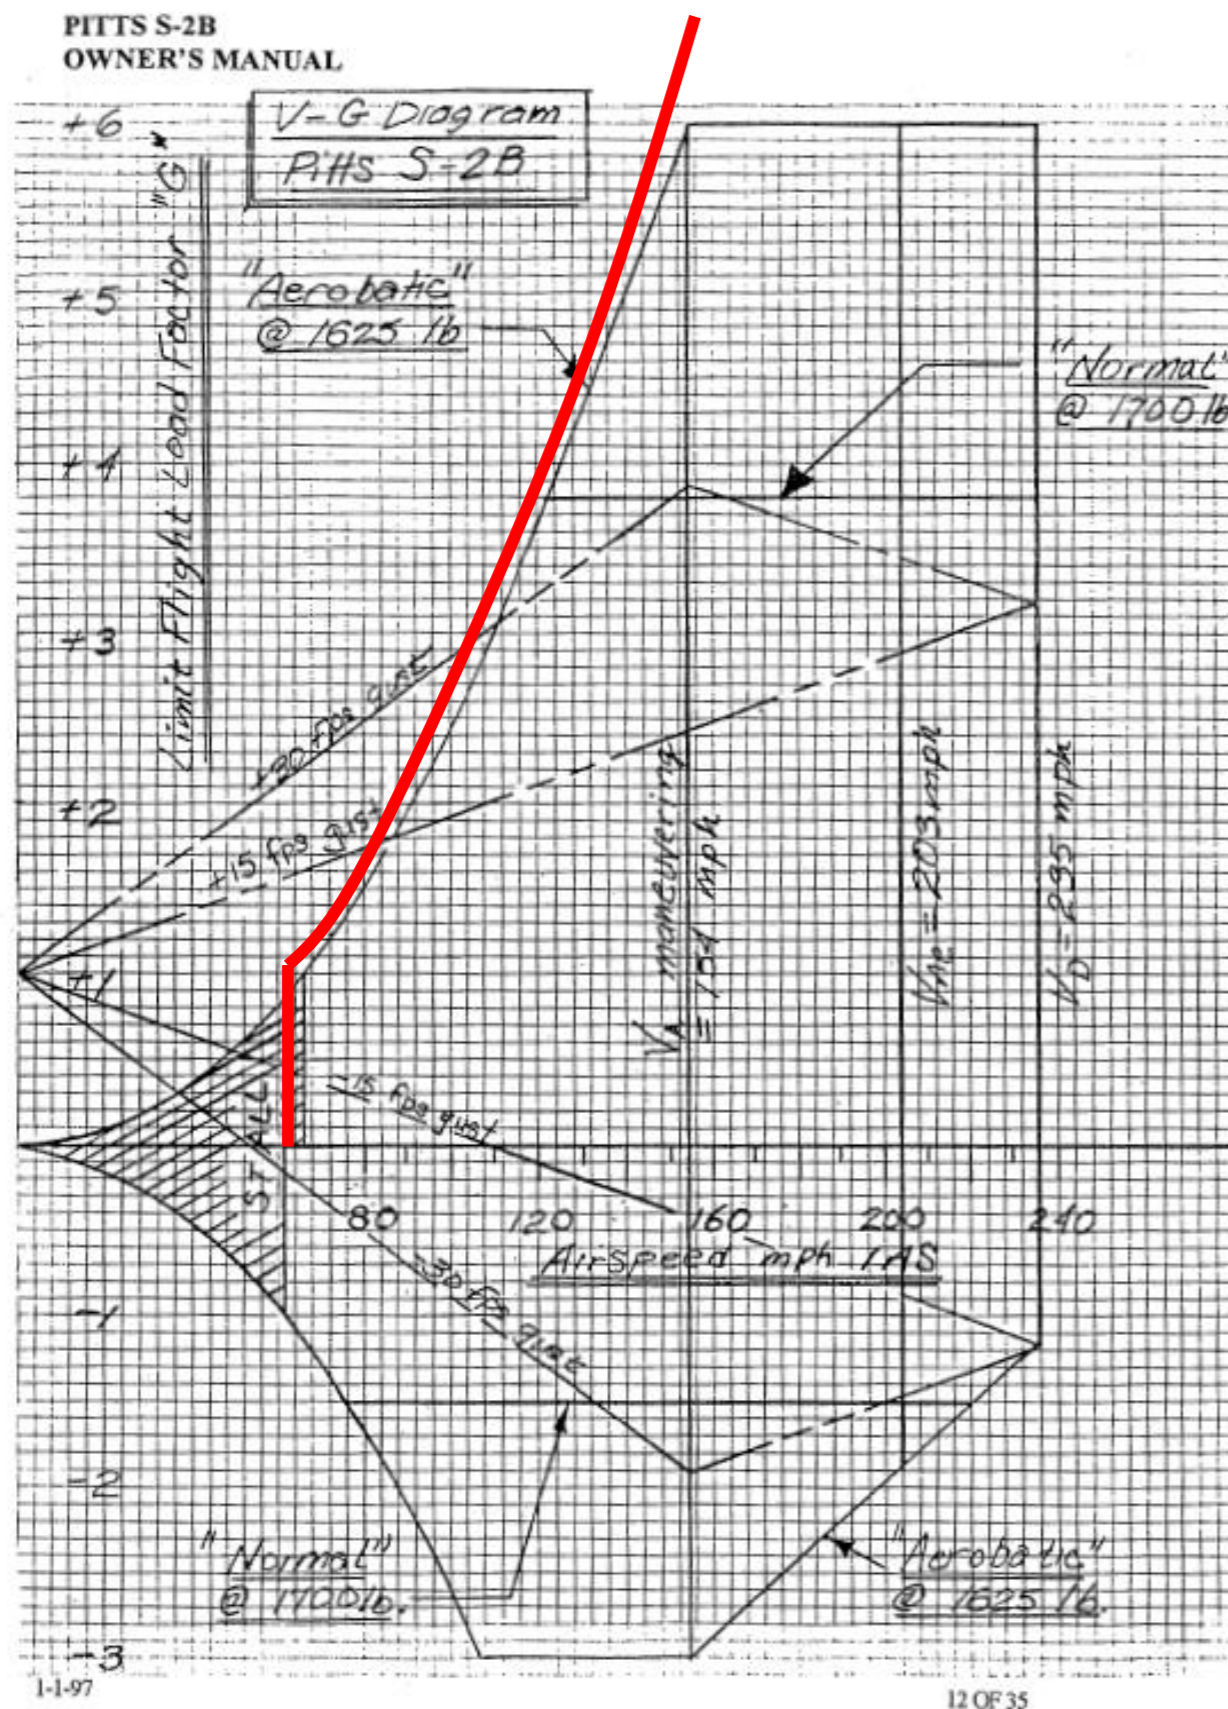 PITTS S-2B
OWNER'S MANUAL
V-G Diagram
Pitts S-2B
Limit Flight Load Factor "G"
+6
+5
+4
+3
+2
+1
-1
-2
-3
"Aerobatic"
@ 1625 lb
"Normal"
@ 1700 lb
+30 fps gust
+15 fps gust
-15 fps gust
-30 fps gust
STALL
VA maneuvering
= 154 mph
Vne = 203 mph
VD = 235 mph
80 120 160 200 240
Airspeed mph IAS
"Normal"
@ 1700 lb.
"Aerobatic"
@ 1625 lb.
1-1-97
12 OF 35